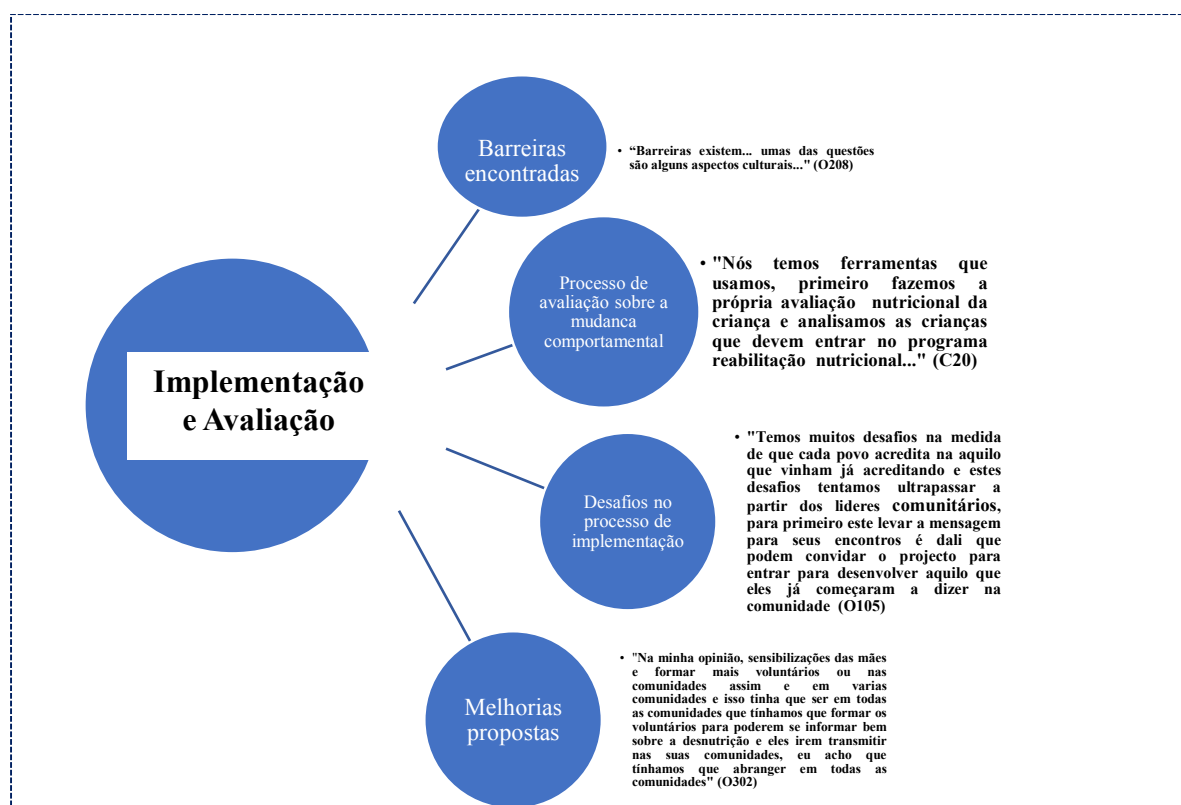 Implementação
e Avaliação
Barreiras
encontradas
• “Barreiras existem... umas das questões
são alguns aspectos culturais..." (O208)
Processo de
avaliação sobre a
mudanca
comportamental
• "Nós temos ferramentas que
usamos, primeiro fazemos a
própria avaliação nutricional da
criança e analisamos as crianças
que devem entrar no programa
reabilitação nutricional..." (C20)
Desafios no
processo de
implementação
• "Temos muitos desafios na medida
de que cada povo acredita na aquilo
que vinham já acreditando e estes
desafios tentamos ultrapassar a
partir dos lideres comunitários,
para primeiro este levar a mensagem
para seus encontros é dali que
podem convidar o projecto para
entrar para desenvolver aquilo que
eles já começaram a dizer na
comunidade (O105)
Melhorias
propostas
• "Na minha opinião, sensibilizações das mães
e formar mais voluntários ou nas
comunidades assim e em varias
comunidades e isso tinha que ser em todas
as comunidades que tínhamos que formar os
voluntários para poderem se informar bem
sobre a desnutrição e eles irem transmitir
nas suas comunidades, eu acho que
tínhamos que abranger em todas as
comunidades" (O302)